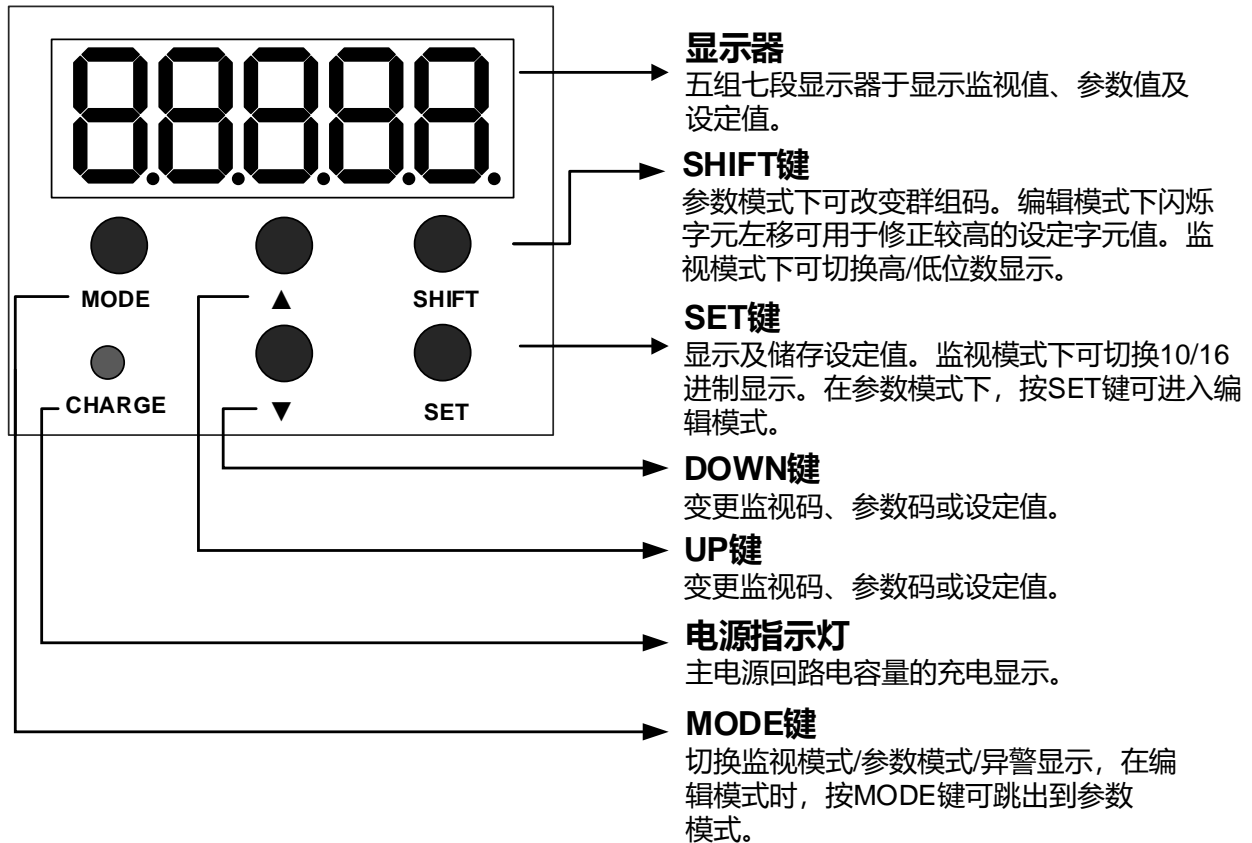 8.8.8.8.8.
显示器
五组七段显示器于显示监视值、参数值及
设定值。
SHIFT键
参数模式下可改变群组码。编辑模式下闪烁
字元左移可用于修正较高的设定字元值。监
视模式下可切换高/低位数显示。
MODE
▲
SHIFT
SET键
显示及储存设定值。监视模式下可切换10/16
进制显示。在参数模式下，按SET键可进入编
辑模式。
CHARGE
▼
SET
DOWN键
变更监视码、参数码或设定值。
UP键
变更监视码、参数码或设定值。
电源指示灯
主电源回路电容量的充电显示。
MODE键
切换监视模式/参数模式/异警显示，在编
辑模式时，按MODE键可跳出到参数
模式。